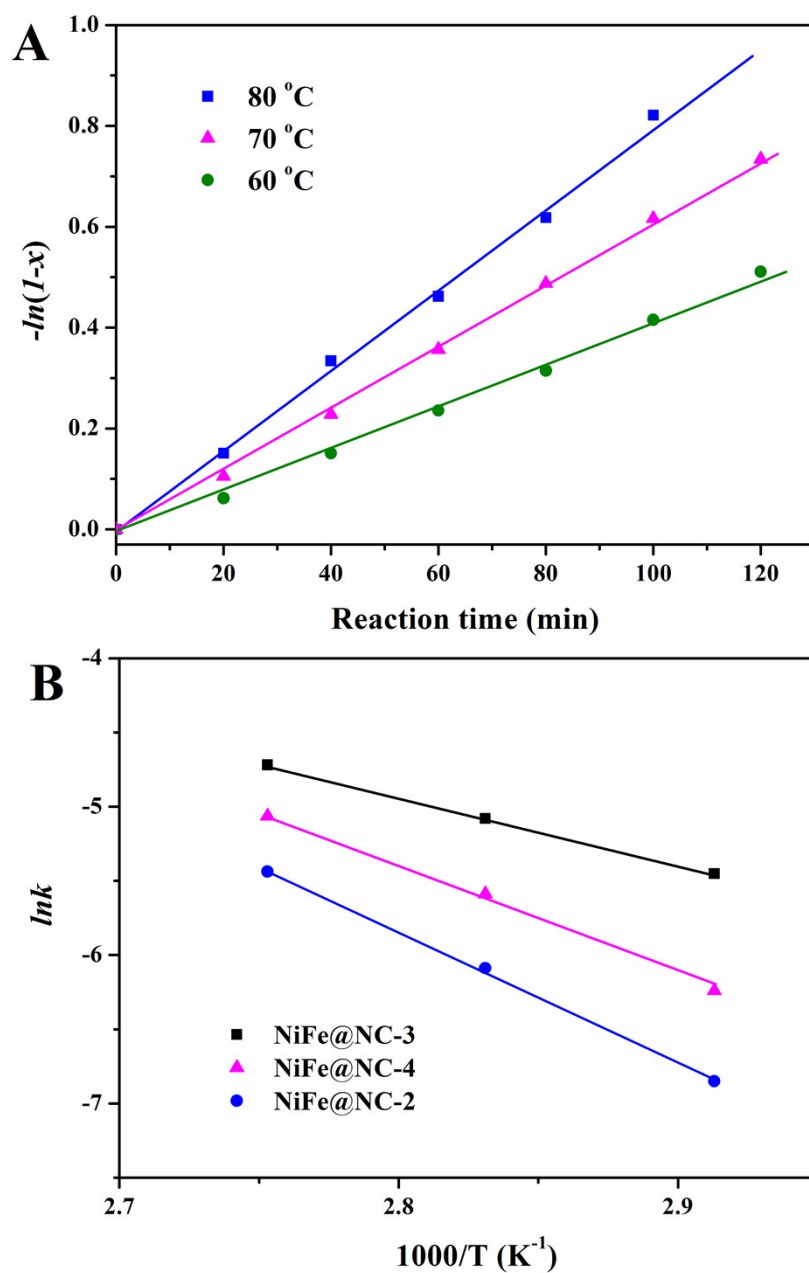 A
1.0
0.8
0.6
0.4
0.2
0.0
-ln(1-x)
80 °C
70 °C
60 °C
0 20 40 60 80 100 120
Reaction time (min)
B
-4
-5
-6
-7
lnk
NiFe@NC-3
NiFe@NC-4
NiFe@NC-2
2.7 2.8 2.9
1000/T (K⁻¹)